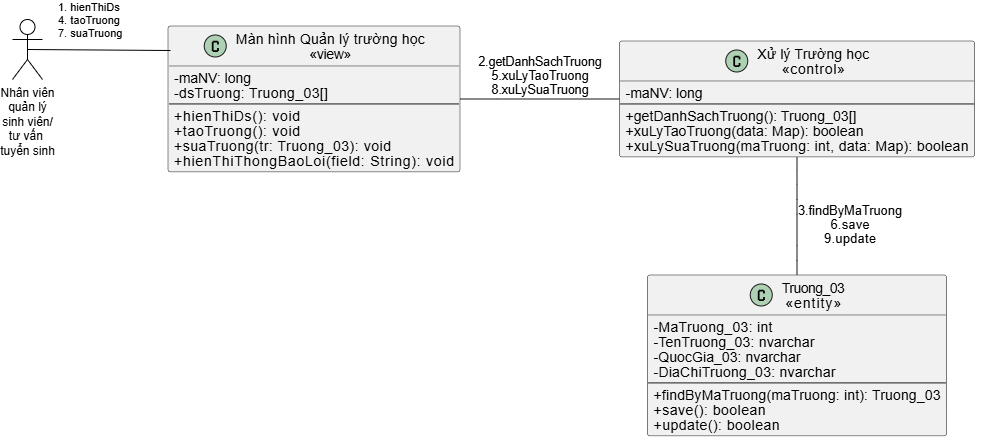 1. hienThiDs
4. taoTruong
7. suaTruong
Nhân viên
quản lý
sinh viên/
tư vấn
tuyển sinh
C
Màn hình Quản lý trường học
«view»
-maNV: long
-dsTruong: Truong_03[]
+hienThiDs(): void
+taoTruong(): void
+suaTruong(tr: Truong_03): void
+hienThiThongBaoLoi(field: String): void
2.getDanhSachTruong
5.xuLyTaoTruong
8.xuLySuaTruong
C
Xử lý Trường học
«control»
-maNV: long
+getDanhSachTruong(): Truong_03[]
+xuLyTaoTruong(data: Map): boolean
+xuLySuaTruong(maTruong: int, data: Map): boolean
3.findByMaTruong
6.save
9.update
C
Truong_03
«entity»
-MaTruong_03: int
-TenTruong_03: nvarchar
-QuocGia_03: nvarchar
-DiaChiTruong_03: nvarchar
+findByMaTruong(maTruong: int): Truong_03
+save(): boolean
+update(): boolean